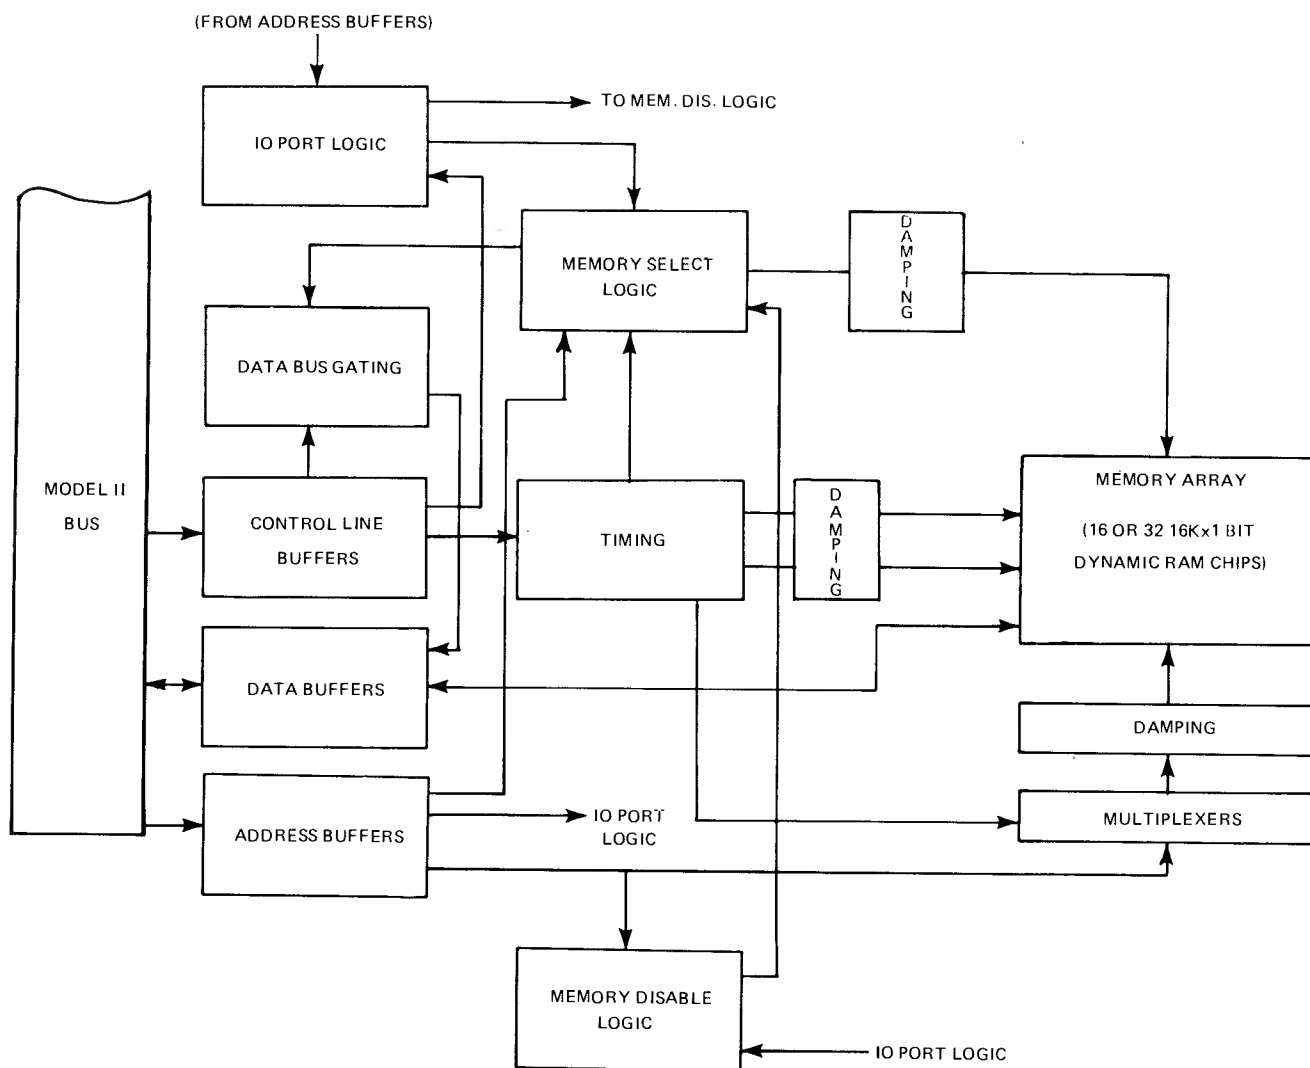 (FROM ADDRESS BUFFERS)
TO MEM. DIS. LOGIC
IO PORT LOGIC
MEMORY SELECT
LOGIC
DAMPING
DATA BUS GATING
MODEL II
BUS
CONTROL LINE
BUFFERS
TIMING
DAMPING
MEMORY ARRAY
(16 OR 32 16Kx1 BIT
DYNAMIC RAM CHIPS)
DATA BUFFERS
DAMPING
ADDRESS BUFFERS
IO PORT
LOGIC
MULTIPLEXERS
MEMORY DISABLE
LOGIC
IO PORT LOGIC